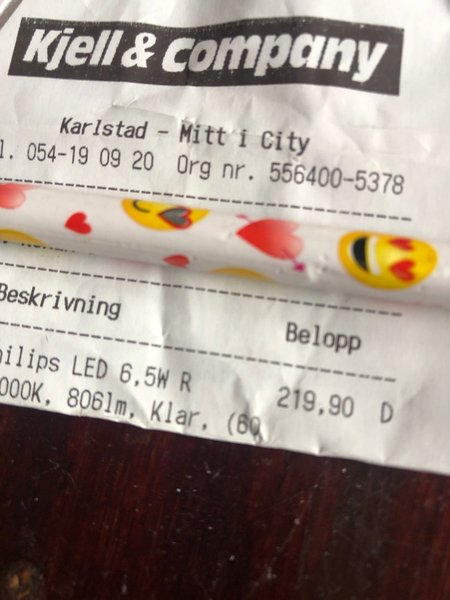 Kjell & Company
Karlstad - Mitt i City
l. 054-19 09 20 Org nr. 556400-5378
Beskrivning Belopp
hilips LED 6,5W R 219,90 D
000K, 806lm, Klar, (60